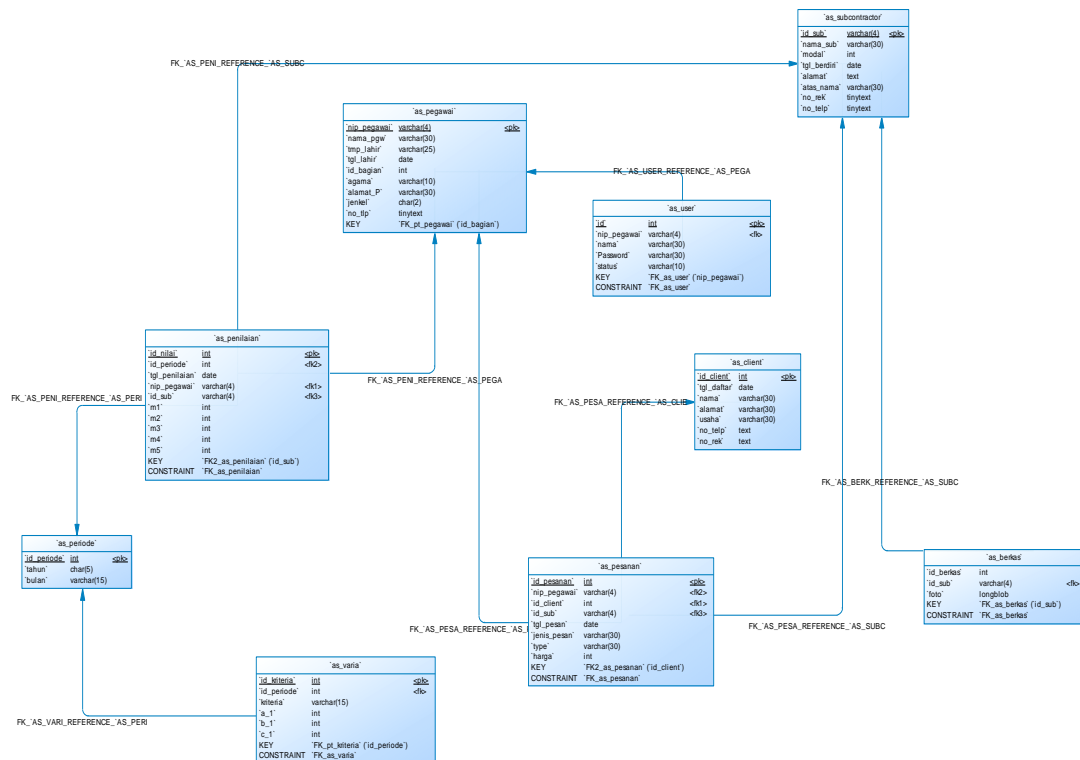 `as_subcontractor`
`id_sub` varchar(4) <pk>
`nama_sub` varchar(30)
`modal` int
`tgl_berdiri` date
`alamat` text
`atas_nama` varchar(30)
`no_rek` tinytext
`no_telp` tinytext
FK_`AS_PENI_REFERENCE_`AS_SUBC
`as_pegawai`
`nip_pegawai` varchar(4) <pk>
`nama_pgw` varchar(30)
`tmp_lahir` varchar(25)
`tgl_lahir` date
`id_bagian` int
`agama` varchar(10)
`alamat_P` varchar(30)
`jenkel` char(2)
`no_tlp` tinytext
KEY `FK_pt_pegawai` (`id_bagian`)
FK_`AS_USER_REFERENCE_`AS_PEGA
`as_user`
`id` int <pk>
`nip_pegawai` varchar(4) <fk>
`nama` varchar(30)
`Password` varchar(30)
`status` varchar(10)
KEY `FK_as_user` (`nip_pegawai`)
CONSTRAINT `FK_as_user`
`as_penilaian`
`id_nilai` int <pk>
`id_periode` int <fk2>
`tgl_penilaian` date
`nip_pegawai` varchar(4) <fk1>
`id_sub` varchar(4) <fk3>
`m1` int
`m2` int
`m3` int
`m4` int
`m5` int
KEY `FK2_as_penilaian` (`id_sub`)
CONSTRAINT `FK_as_penilaian`
FK_`AS_PENI_REFERENCE_`AS_PEGA
FK_`AS_PENI_REFERENCE_`AS_PERI
`as_client`
`id_client` int <pk>
`tgl_daftar` date
`nama` varchar(30)
`alamat` varchar(30)
`usaha` varchar(30)
`no_telp` text
`no_rek` text
FK_`AS_PESA_REFERENCE_`AS_CLIE
FK_`AS_BERK_REFERENCE_`AS_SUBC
`as_periode`
`id_periode` int <pk>
`tahun` char(5)
`bulan` varchar(15)
`as_pesanan`
`id_pesanan` int <pk>
`nip_pegawai` varchar(4) <fk2>
`id_client` int <fk1>
`id_sub` varchar(4) <fk3>
`tgl_pesan` date
`jenis_pesan` varchar(30)
`type` varchar(30)
`harga` int
KEY `FK2_as_pesanan` (`id_client`)
CONSTRAINT `FK_as_pesanan`
`as_berkas`
`id_berkas` int
`id_sub` varchar(4) <fk>
`foto` longblob
KEY `FK_as_berkas` (`id_sub`)
CONSTRAINT `FK_as_berkas`
FK_`AS_PESA_REFERENCE_`AS_
FK_`AS_PESA_REFERENCE_`AS_SUBC
`as_varia`
`id_kriteria` int <pk>
`id_periode` int <fk>
`kriteria` varchar(15)
`a_1` int
`b_1` int
`c_1` int
KEY `FK_pt_kriteria` (`id_periode`)
CONSTRAINT `FK_as_varia`
FK_`AS_VARI_REFERENCE_`AS_PERI